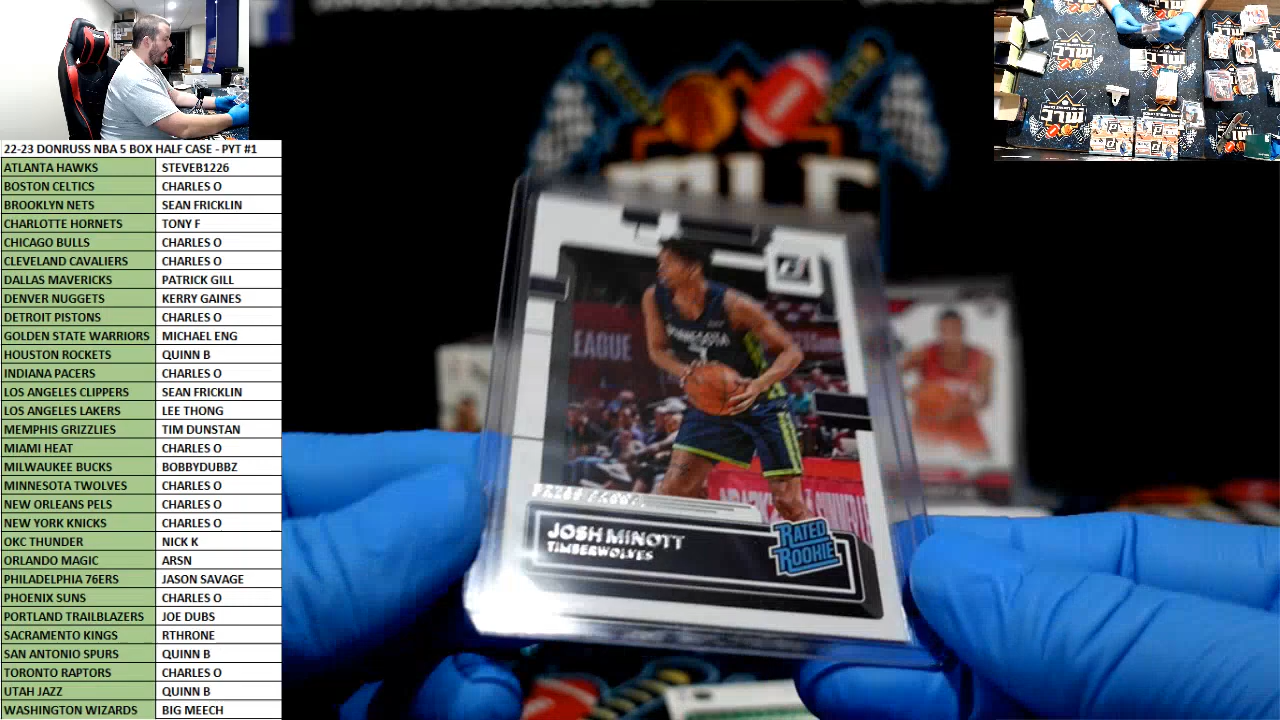 22-23 DONRUSS NBA 5 BOX HALF CASE - PYT #1
ATLANTA HAWKS STEVEB1226
BOSTON CELTICS CHARLES O
BROOKLYN NETS SEAN FRICKLIN
CHARLOTTE HORNETS TONY F
CHICAGO BULLS CHARLES O
CLEVELAND CAVALIERS CHARLES O
DALLAS MAVERICKS PATRICK GILL
DENVER NUGGETS KERRY GAINES
DETROIT PISTONS CHARLES O
GOLDEN STATE WARRIORS MICHAEL ENG
HOUSTON ROCKETS QUINN B
INDIANA PACERS CHARLES O
LOS ANGELES CLIPPERS SEAN FRICKLIN
LOS ANGELES LAKERS LEE THONG
MEMPHIS GRIZZLIES TIM DUNSTAN
MIAMI HEAT CHARLES O
MILWAUKEE BUCKS BOBBYDUBBZ
MINNESOTA TWOLVES CHARLES O
NEW ORLEANS PELS CHARLES O
NEW YORK KNICKS CHARLES O
OKC THUNDER NICK K
ORLANDO MAGIC ARSN
PHILADELPHIA 76ERS JASON SAVAGE
PHOENIX SUNS CHARLES O
PORTLAND TRAILBLAZERS JOE DUBS
SACRAMENTO KINGS RTHRONE
SAN ANTONIO SPURS QUINN B
TORONTO RAPTORS CHARLES O
UTAH JAZZ QUINN B
WASHINGTON WIZARDS BIG MEECH
EAGUE
MINNESOTA
JOSH MINOTT
TIMBERWOLVES
RATED
ROOKIE